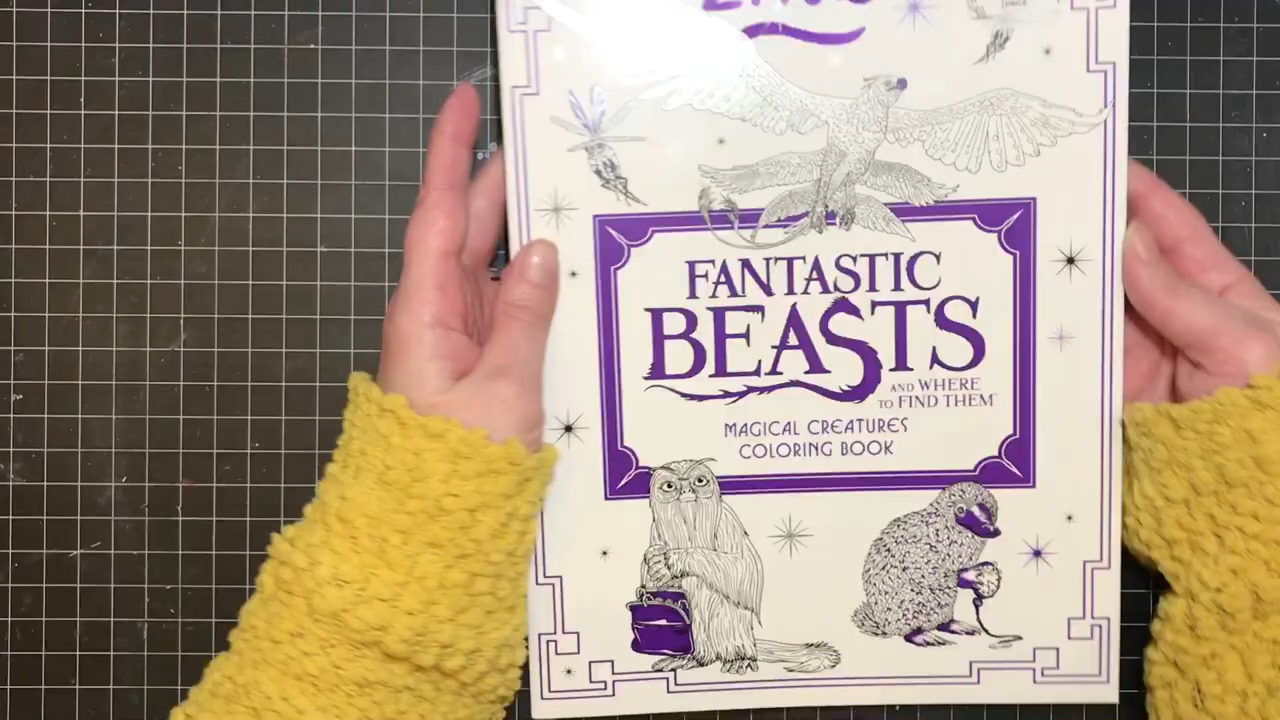 FANTASTIC
BEASTS
AND WHERE
TO FIND THEM™
MAGICAL CREATURES
COLORING BOOK